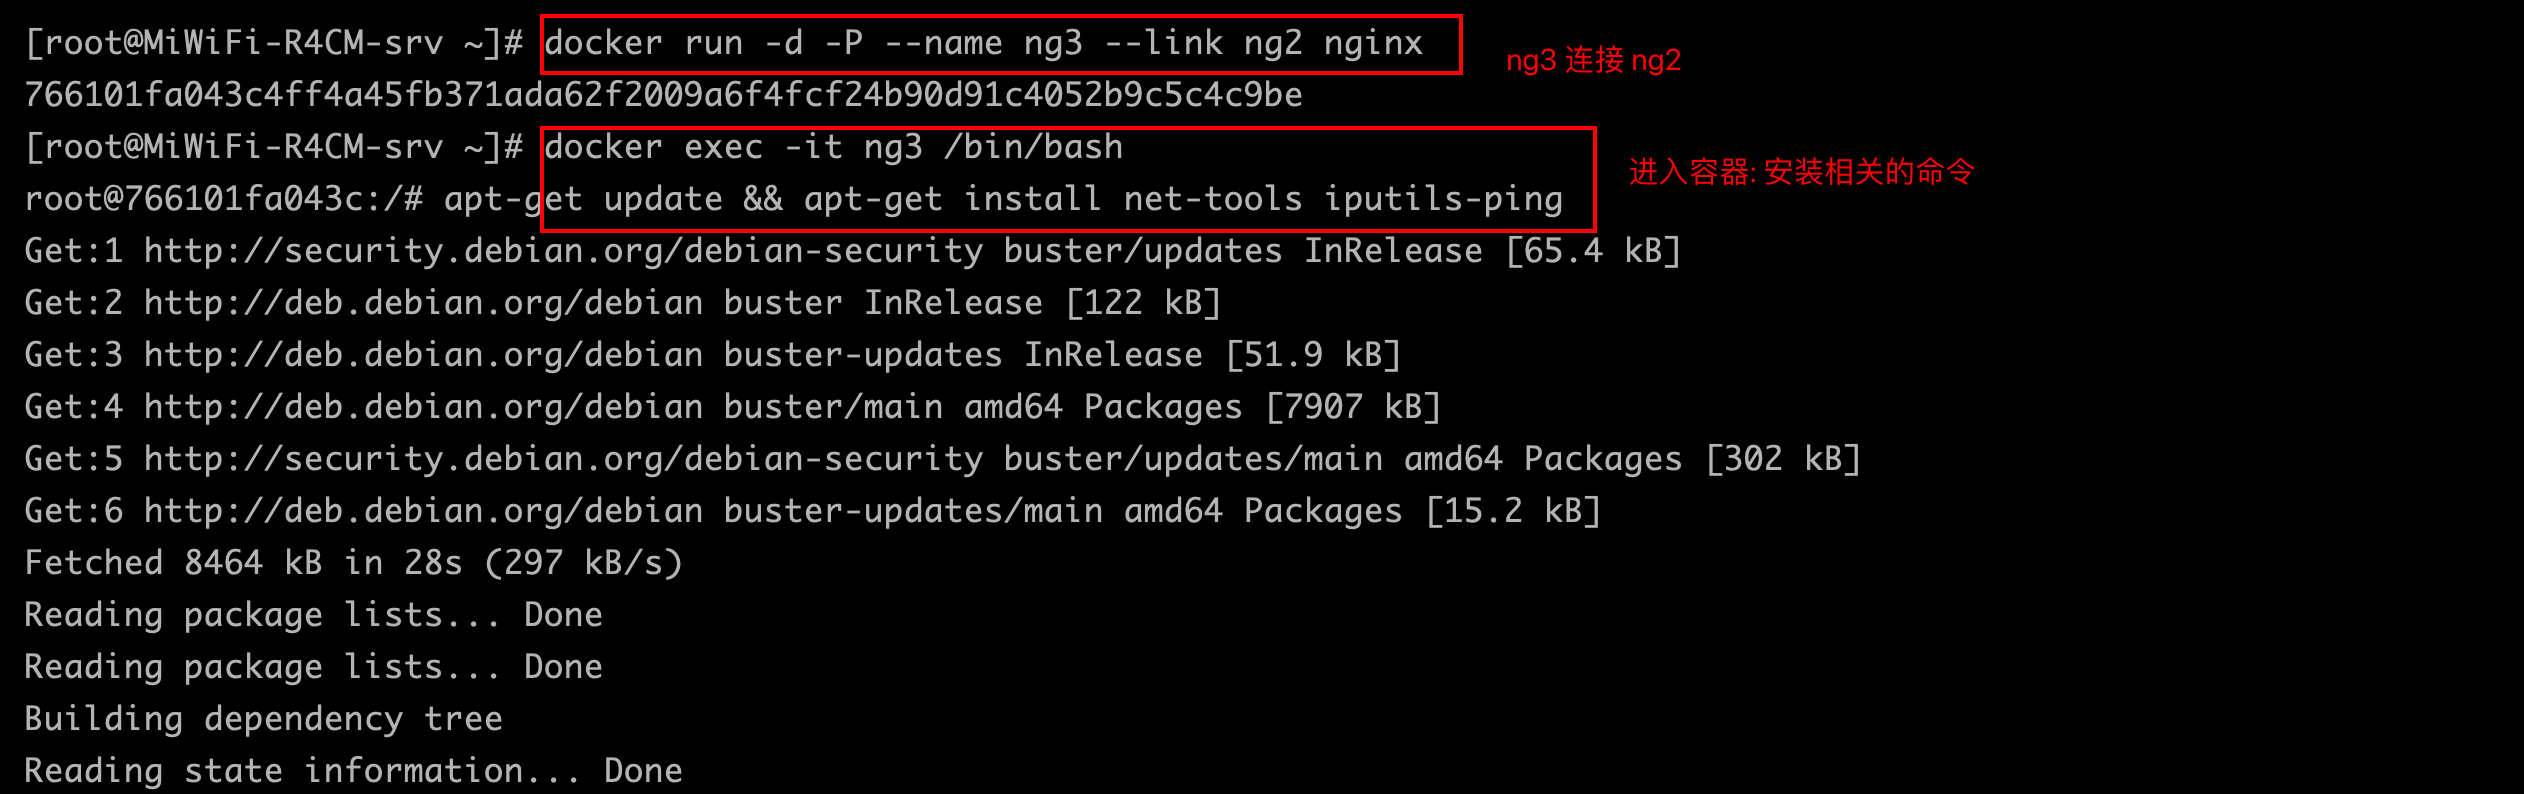 [root@MiWiFi-R4CM-srv ~]# docker run -d -P --name ng3 --link ng2 nginx
ng3 连接 ng2
766101fa043c4ff4a45fb371ada62f2009a6f4fcf24b90d91c4052b9c5c4c9be
[root@MiWiFi-R4CM-srv ~]# docker exec -it ng3 /bin/bash
进入容器: 安装相关的命令
root@766101fa043c:/# apt-get update && apt-get install net-tools iputils-ping
Get:1 http://security.debian.org/debian-security buster/updates InRelease [65.4 kB]
Get:2 http://deb.debian.org/debian buster InRelease [122 kB]
Get:3 http://deb.debian.org/debian buster-updates InRelease [51.9 kB]
Get:4 http://deb.debian.org/debian buster/main amd64 Packages [7907 kB]
Get:5 http://security.debian.org/debian-security buster/updates/main amd64 Packages [302 kB]
Get:6 http://deb.debian.org/debian buster-updates/main amd64 Packages [15.2 kB]
Fetched 8464 kB in 28s (297 kB/s)
Reading package lists... Done
Reading package lists... Done
Building dependency tree
Reading state information... Done